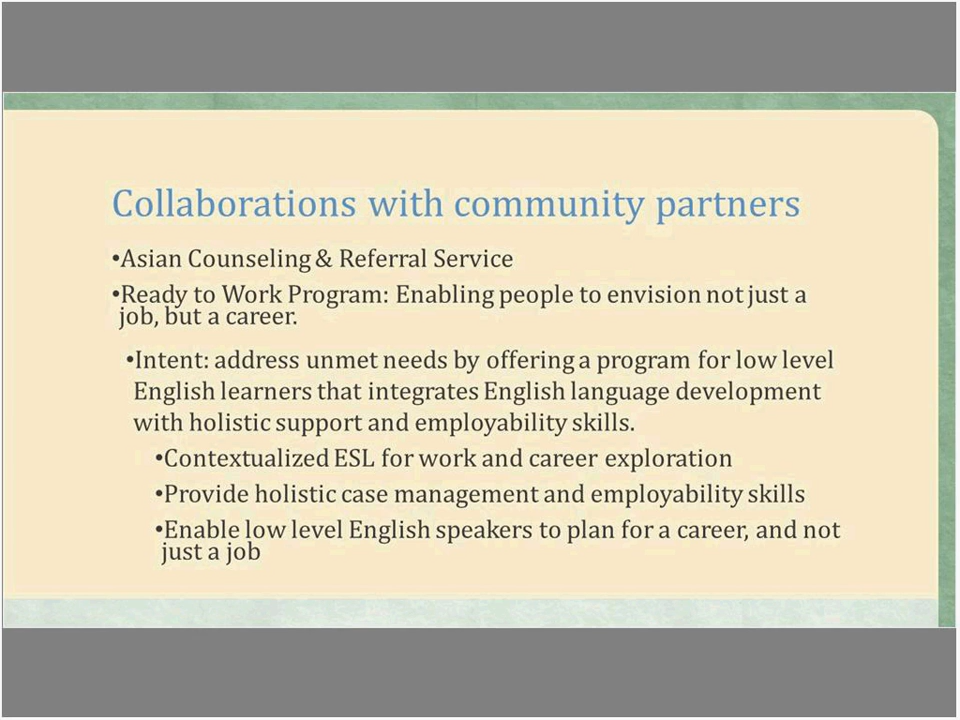 Collaborations with community partners
•Asian Counseling & Referral Service
•Ready to Work Program: Enabling people to envision not just a
job, but a career.
•Intent: address unmet needs by offering a program for low level
English learners that integrates English language development
with holistic support and employability skills.
•Contextualized ESL for work and career exploration
•Provide holistic case management and employability skills
•Enable low level English speakers to plan for a career, and not
just a job